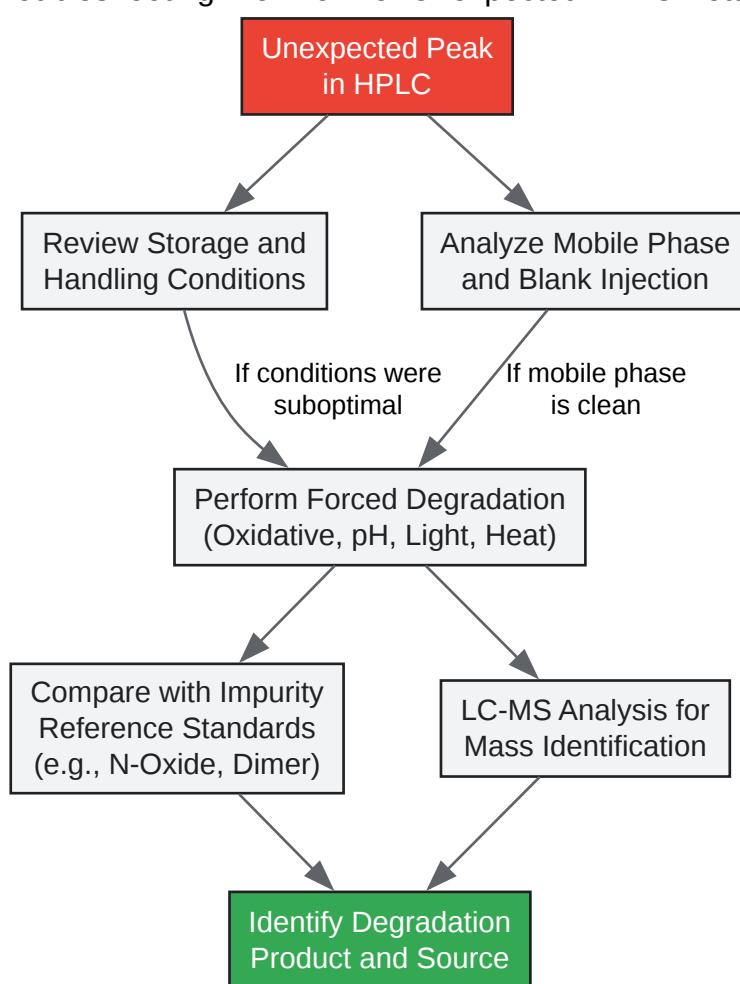 Unexpected Peak
in HPLC
Review Storage and
Handling Conditions
Analyze Mobile Phase
and Blank Injection
If conditions were
suboptimal
If mobile phase
is clean
Perform Forced Degradation
(Oxidative, pH, Light, Heat)
Compare with Impurity
Reference Standards
(e.g., N-Oxide, Dimer)
LC-MS Analysis for
Mass Identification
Identify Degradation
Product and Source